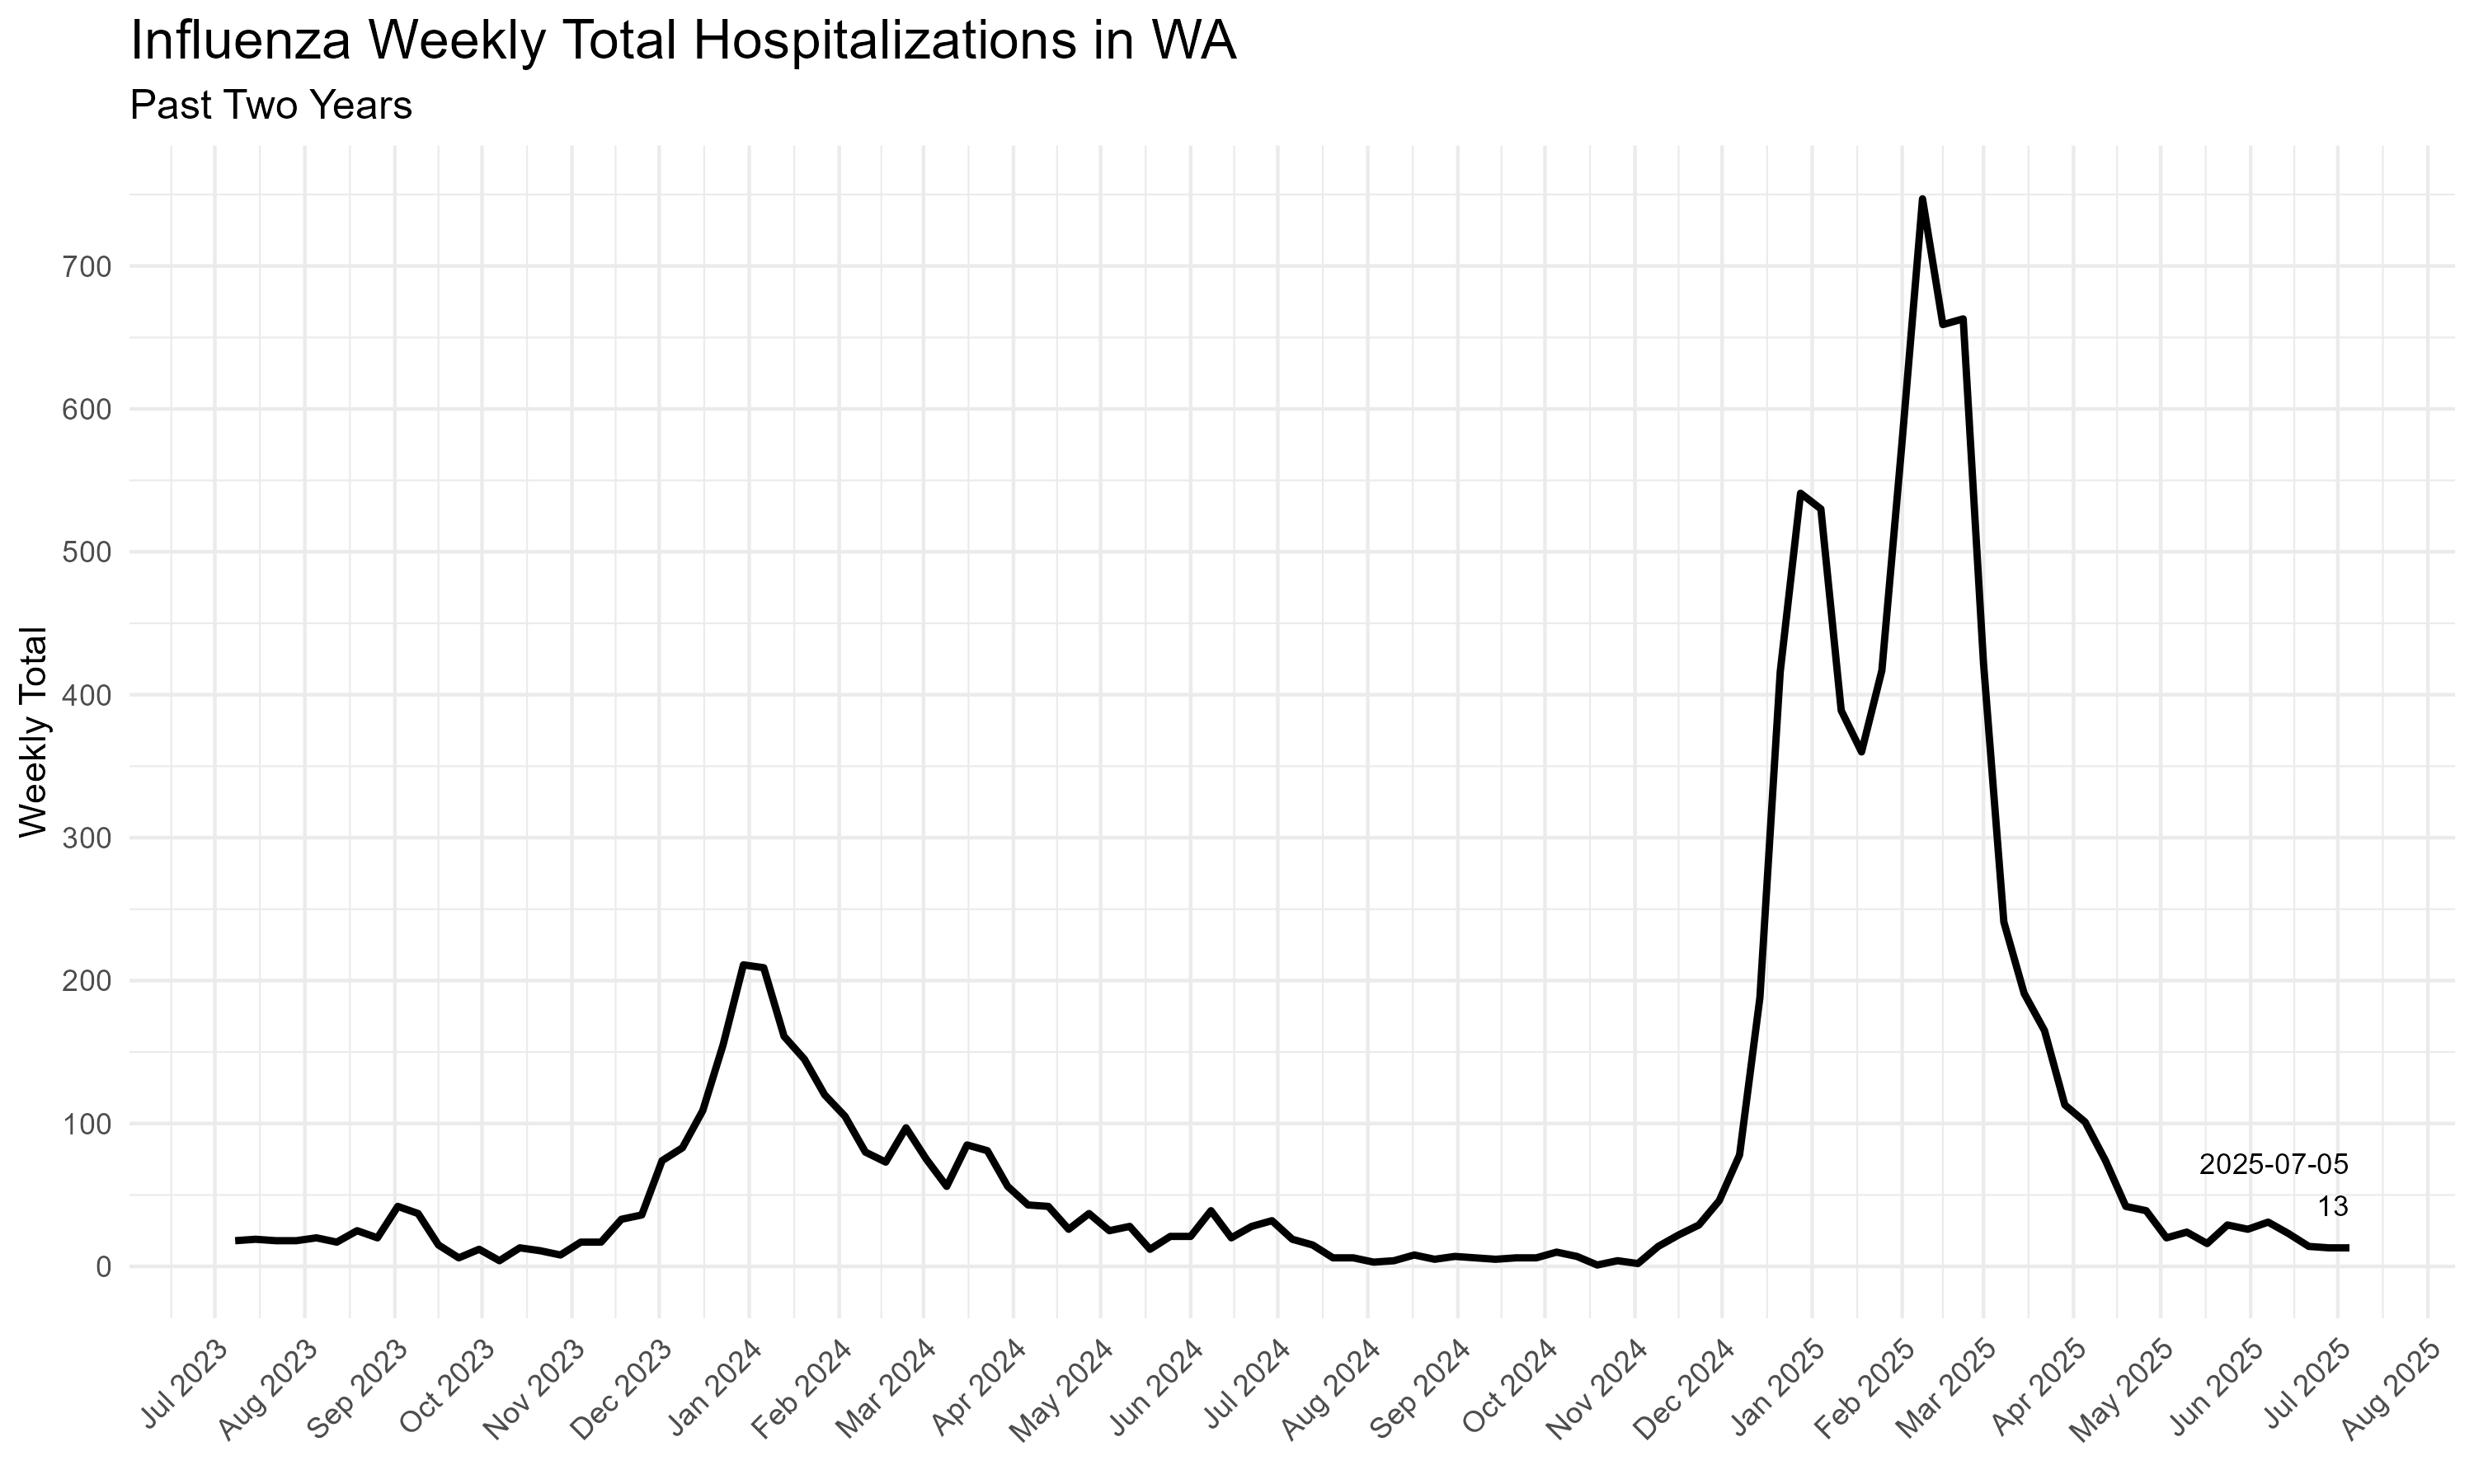 Influenza Weekly Total Hospitalizations in WA
Past Two Years
Weekly Total
700
600
500
400
300
200
100
0
2025-07-05
13
Jul 2023
Aug 2023
Sep 2023
Oct 2023
Nov 2023
Dec 2023
Jan 2024
Feb 2024
Mar 2024
Apr 2024
May 2024
Jun 2024
Jul 2024
Aug 2024
Sep 2024
Oct 2024
Nov 2024
Dec 2024
Jan 2025
Feb 2025
Mar 2025
Apr 2025
May 2025
Jun 2025
Jul 2025
Aug 2025